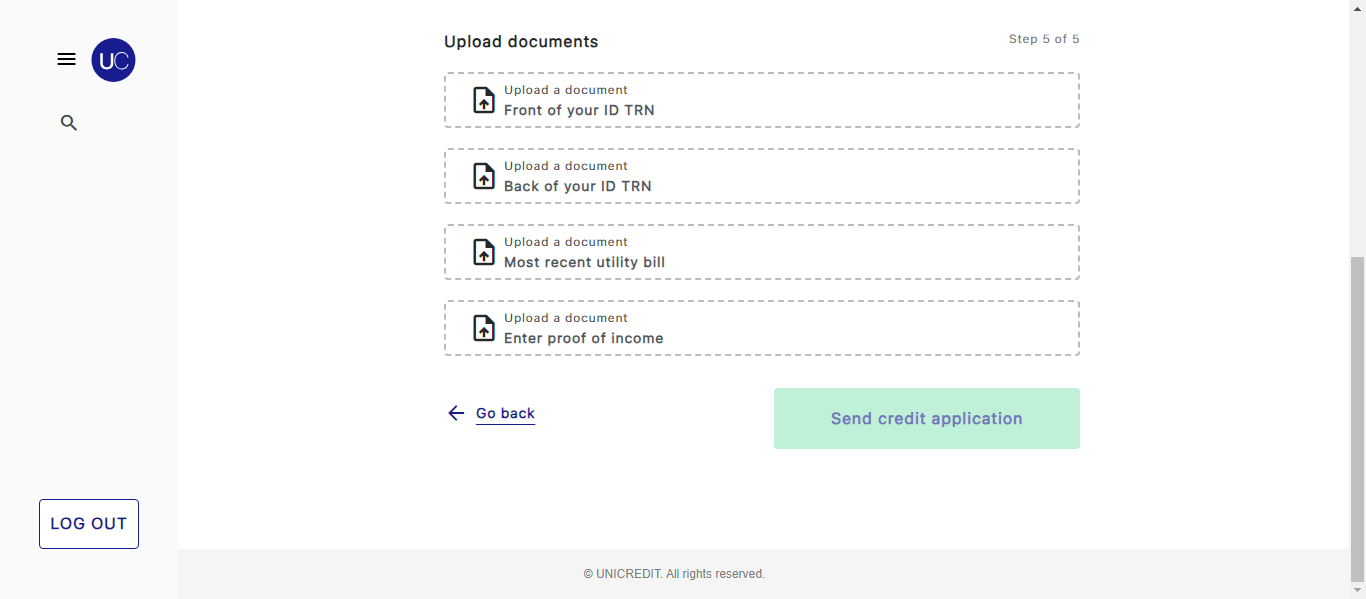 UC
Upload documents
Step 5 of 5
Upload a document
Front of your ID TRN
Upload a document
Back of your ID TRN
Upload a document
Most recent utility bill
Upload a document
Enter proof of income
Go back
Send credit application
LOG OUT
© UNICREDIT. All rights reserved.